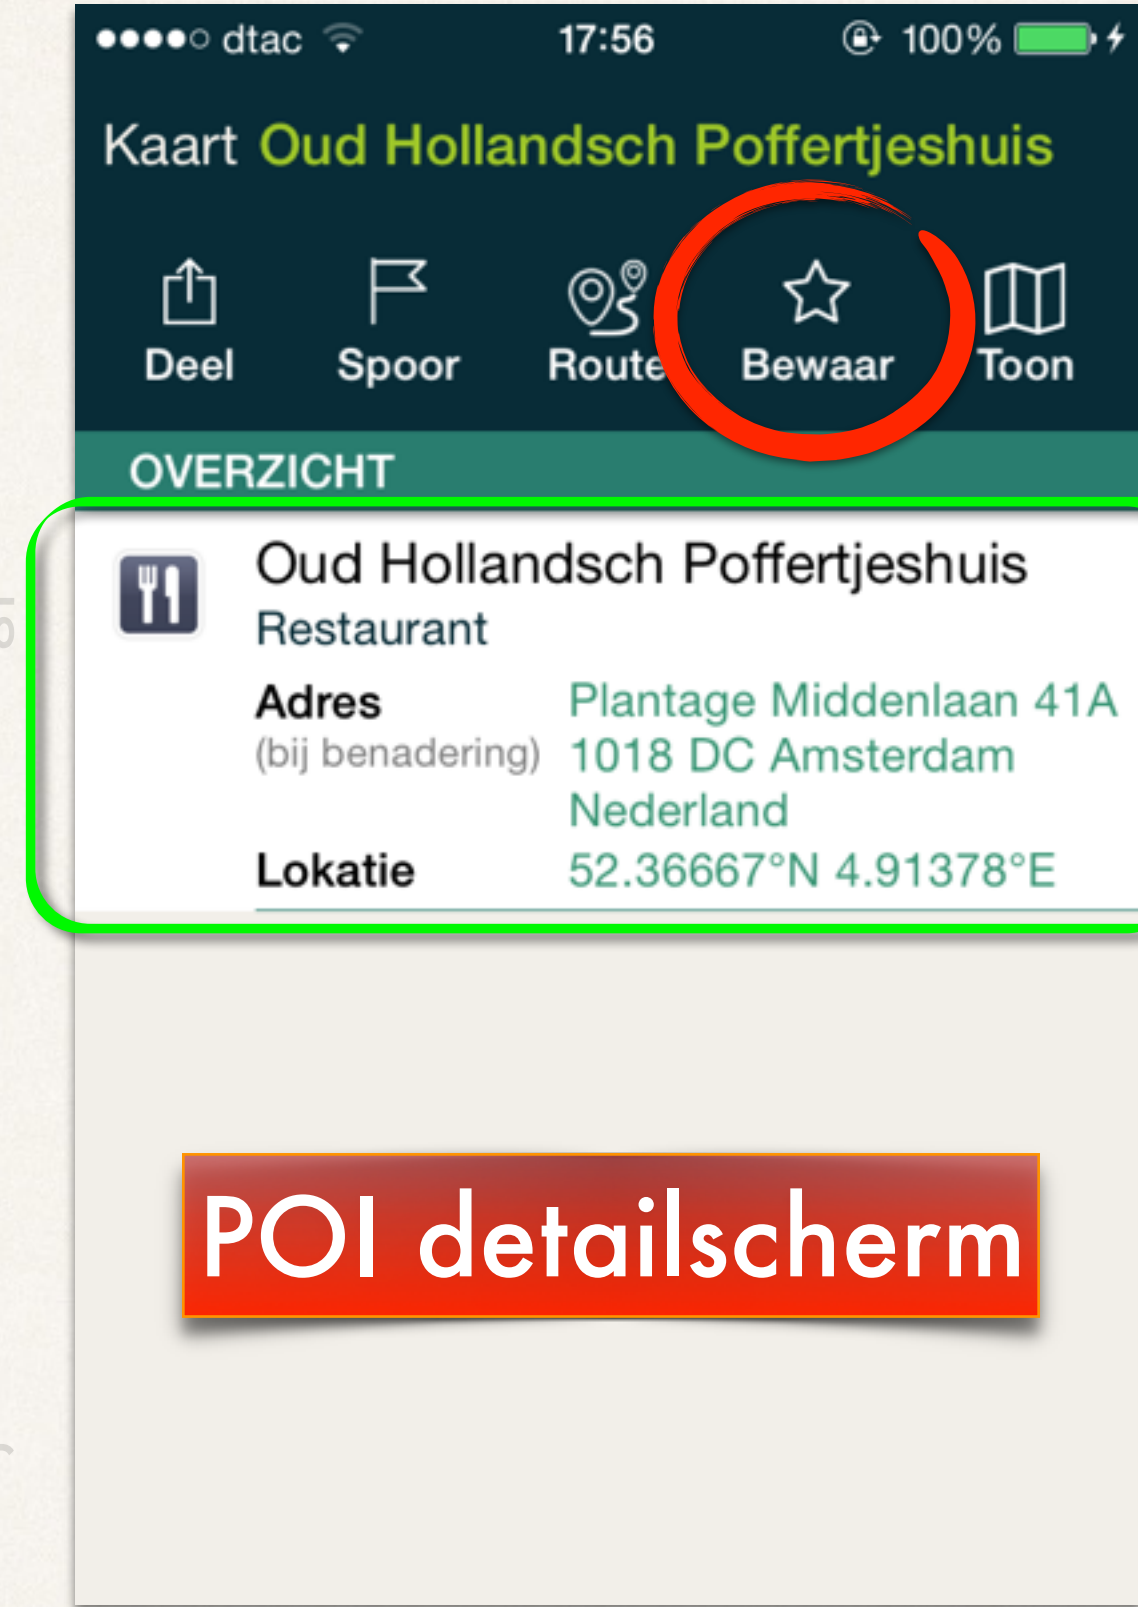 dtac 17:56 100%
Kaart Oud Hollandsch Poffertjeshuis
Deel Spoor Route Bewaar Toon
OVERZICHT
Oud Hollandsch Poffertjeshuis
Restaurant
Adres Plantage Middenlaan 41A
(bij benadering) 1018 DC Amsterdam
Nederland
Lokatie 52.36667°N 4.91378°E
POI detailscherm